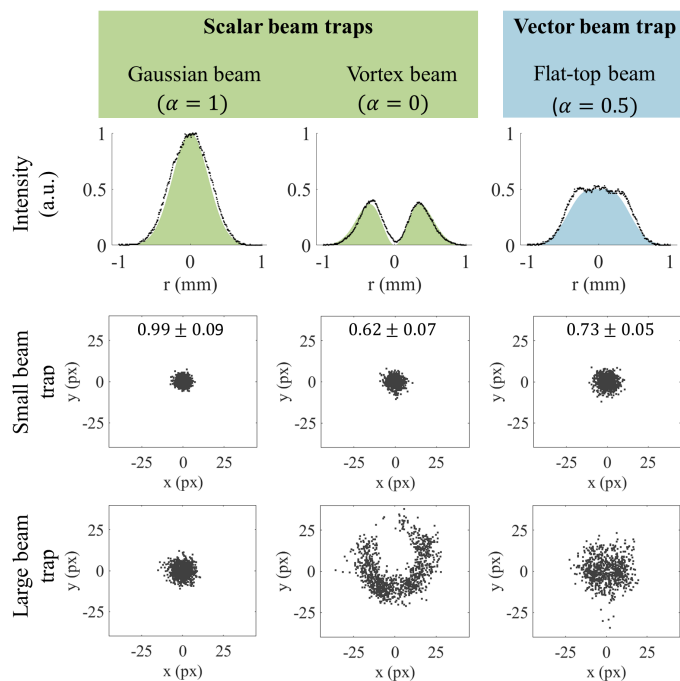 Scalar beam traps
Vector beam trap
Gaussian beam
(α = 1)
Vortex beam
(α = 0)
Flat-top beam
(α = 0.5)
Intensity
(a.u.)
1
0.5
0
-1
0
1
r (mm)
1
0.5
0
-1
0
1
r (mm)
1
0.5
0
-1
0
1
r (mm)
Small beam
trap
0.99 ± 0.09
y (px)
25
0
-25
-25
0
25
x (px)
0.62 ± 0.07
y (px)
25
0
-25
-25
0
25
x (px)
0.73 ± 0.05
y (px)
25
0
-25
-25
0
25
x (px)
Large beam
trap
y (px)
25
0
-25
-25
0
25
x (px)
y (px)
25
0
-25
-25
0
25
x (px)
y (px)
25
0
-25
-25
0
25
x (px)